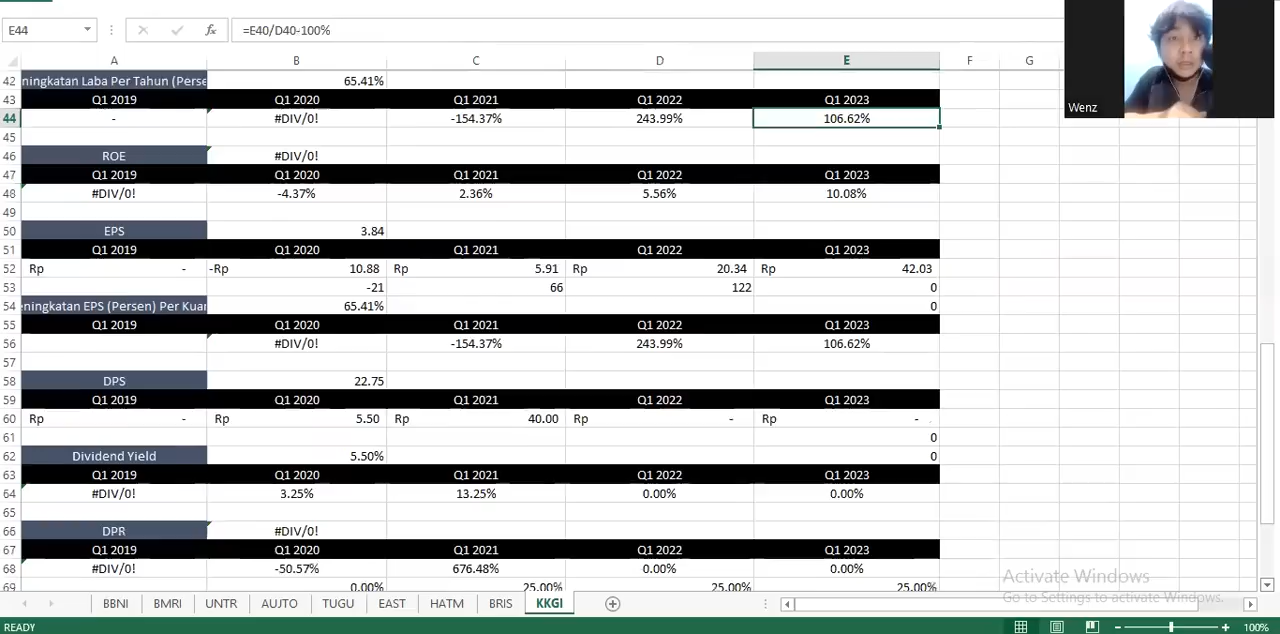 E44 fx =E40/D40-100%
A B C D E F G
Wenz
42 ningkatan Laba Per Tahun (Perse 65.41%
43 Q1 2019 Q1 2020 Q1 2021 Q1 2022 Q1 2023
44 - #DIV/0! -154.37% 243.99% 106.62%
45
46 ROE #DIV/0!
47 Q1 2019 Q1 2020 Q1 2021 Q1 2022 Q1 2023
48 #DIV/0! -4.37% 2.36% 5.56% 10.08%
49
50 EPS 3.84
51 Q1 2019 Q1 2020 Q1 2021 Q1 2022 Q1 2023
52 Rp - -Rp 10.88 Rp 5.91 Rp 20.34 Rp 42.03
53 -21 66 122 0
54 eningkatan EPS (Persen) Per Kuar 65.41% 0
55 Q1 2019 Q1 2020 Q1 2021 Q1 2022 Q1 2023
56 #DIV/0! -154.37% 243.99% 106.62%
57
58 DPS 22.75
59 Q1 2019 Q1 2020 Q1 2021 Q1 2022 Q1 2023
60 Rp - Rp 5.50 Rp 40.00 Rp - Rp -
61 0
62 Dividend Yield 5.50% 0
63 Q1 2019 Q1 2020 Q1 2021 Q1 2022 Q1 2023
64 #DIV/0! 3.25% 13.25% 0.00% 0.00%
65
66 DPR #DIV/0!
67 Q1 2019 Q1 2020 Q1 2021 Q1 2022 Q1 2023
68 #DIV/0! -50.57% 676.48% 0.00% 0.00%
69 0.00% 25.00% 25.00% 25.00%
Activate Windows
Go to Settings to activate Windows.
BBNI BMRI UNTR AUTO TUGU EAST HATM BRIS KKGI
READY 100%